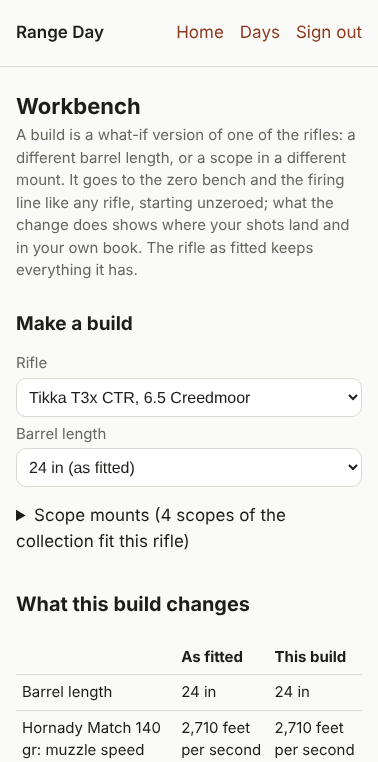 Range Day Home Days Sign out
Workbench
A build is a what-if version of one of the rifles: a
different barrel length, or a scope in a different
mount. It goes to the zero bench and the firing
line like any rifle, starting unzeroed; what the
change does shows where your shots land and
in your own book. The rifle as fitted keeps
everything it has.
Make a build
Rifle
Tikka T3x CTR, 6.5 Creedmoor
Barrel length
24 in (as fitted)
Scope mounts (4 scopes of the
collection fit this rifle)
What this build changes
As fitted This build
Barrel length 24 in 24 in
Hornady Match 140 2,710 feet 2,710 feet
gr: muzzle speed per second per second